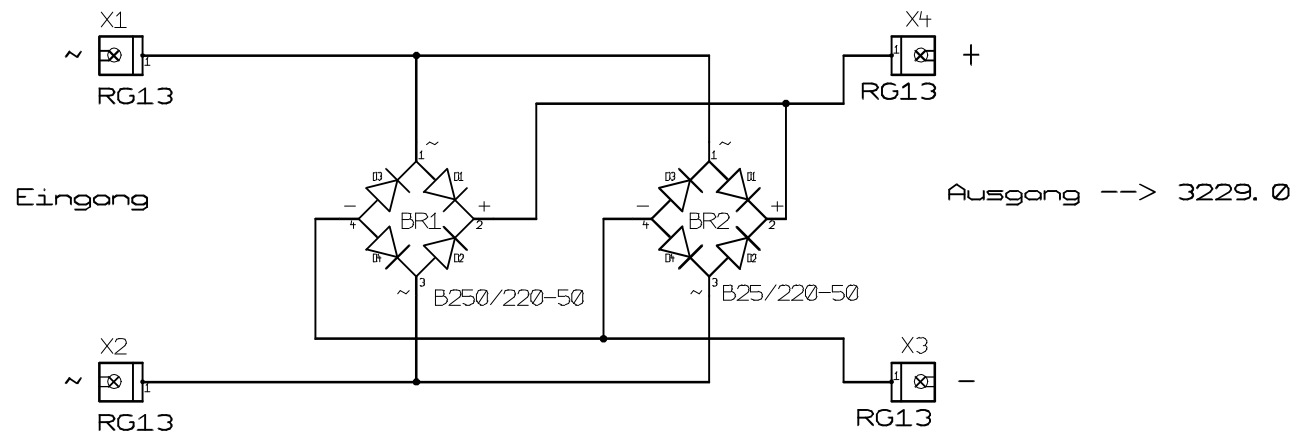 X1
X4
~
1
1
+
RG13
RG13
1
~
1
~
D3
D1
D3
D1
Eingang
Ausgang --> 3229.0
-
BR1
+
-
BR2
+
4
2
4
2
D4
D2
D4
D2
3
3
~
B250/220-50
~
B25/220-50
X2
X3
~
1
1
-
RG13
RG13